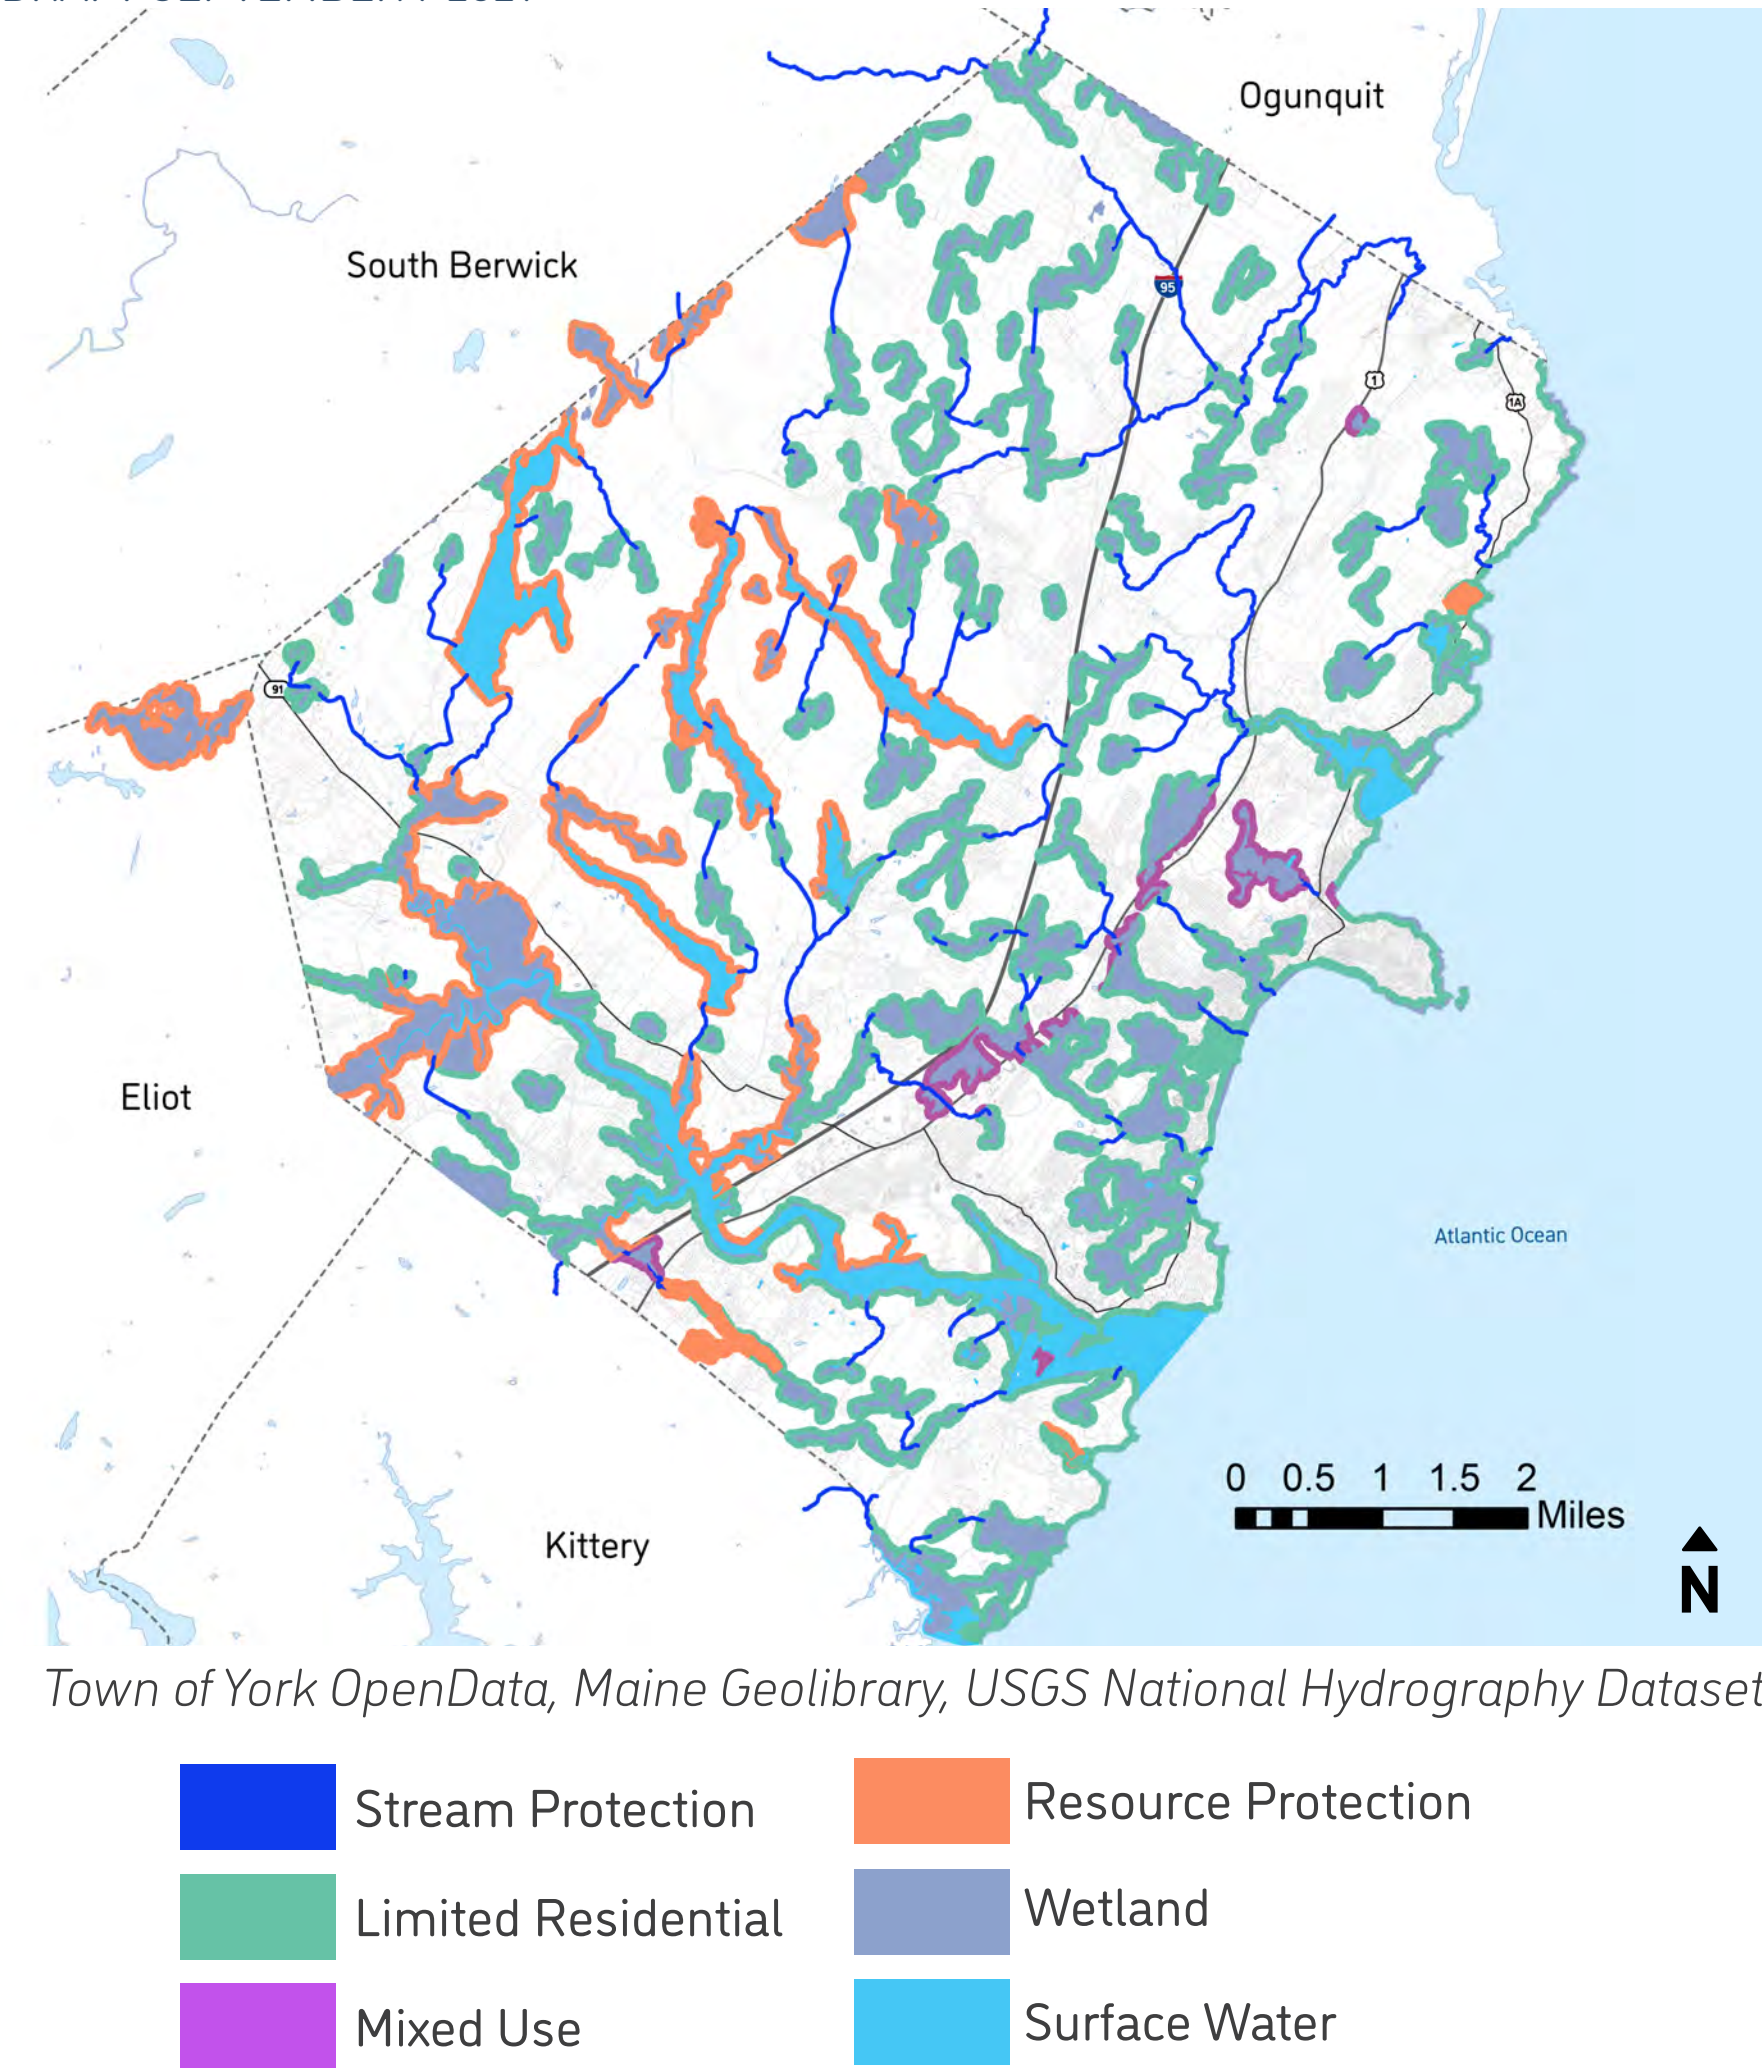 Ogunquit
South Berwick
95
1
1A
91
Eliot
Atlantic Ocean
0 0.5 1 1.5 2
Miles
Kittery
N
Town of York OpenData, Maine Geolibrary, USGS National Hydrography Dataset
Stream Protection
Resource Protection
Limited Residential
Wetland
Mixed Use
Surface Water